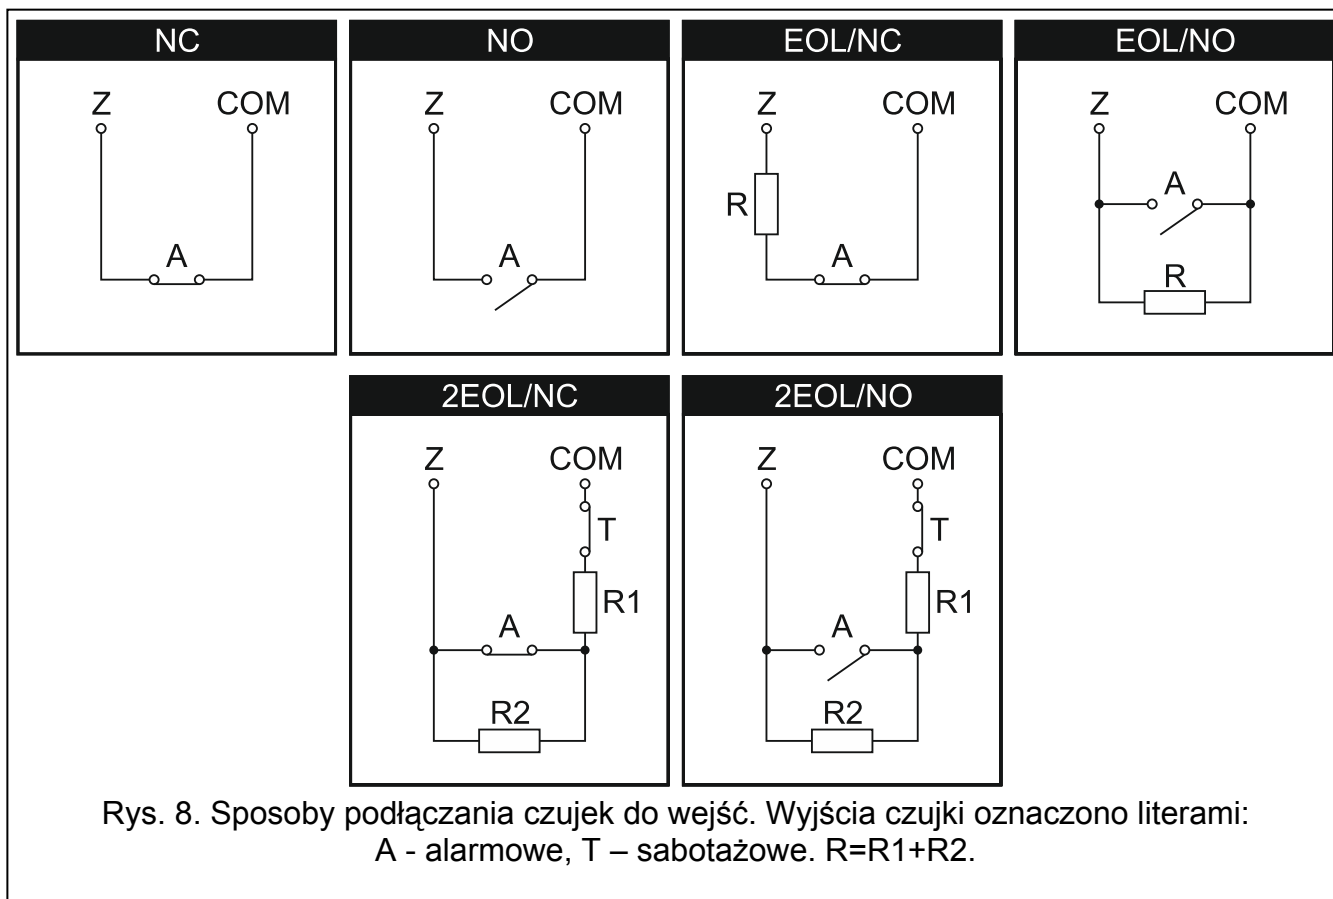 NC
Z COM
A
NO
Z COM
A
EOL/NC
Z COM
R
A
EOL/NO
Z COM
A
R
2EOL/NC
Z COM
T
R1
A
R2
2EOL/NO
Z COM
T
R1
A
R2
Rys. 8. Sposoby podłączania czujek do wejść. Wyjścia czujki oznaczono literami:
A - alarmowe, T – sabotażowe. R=R1+R2.